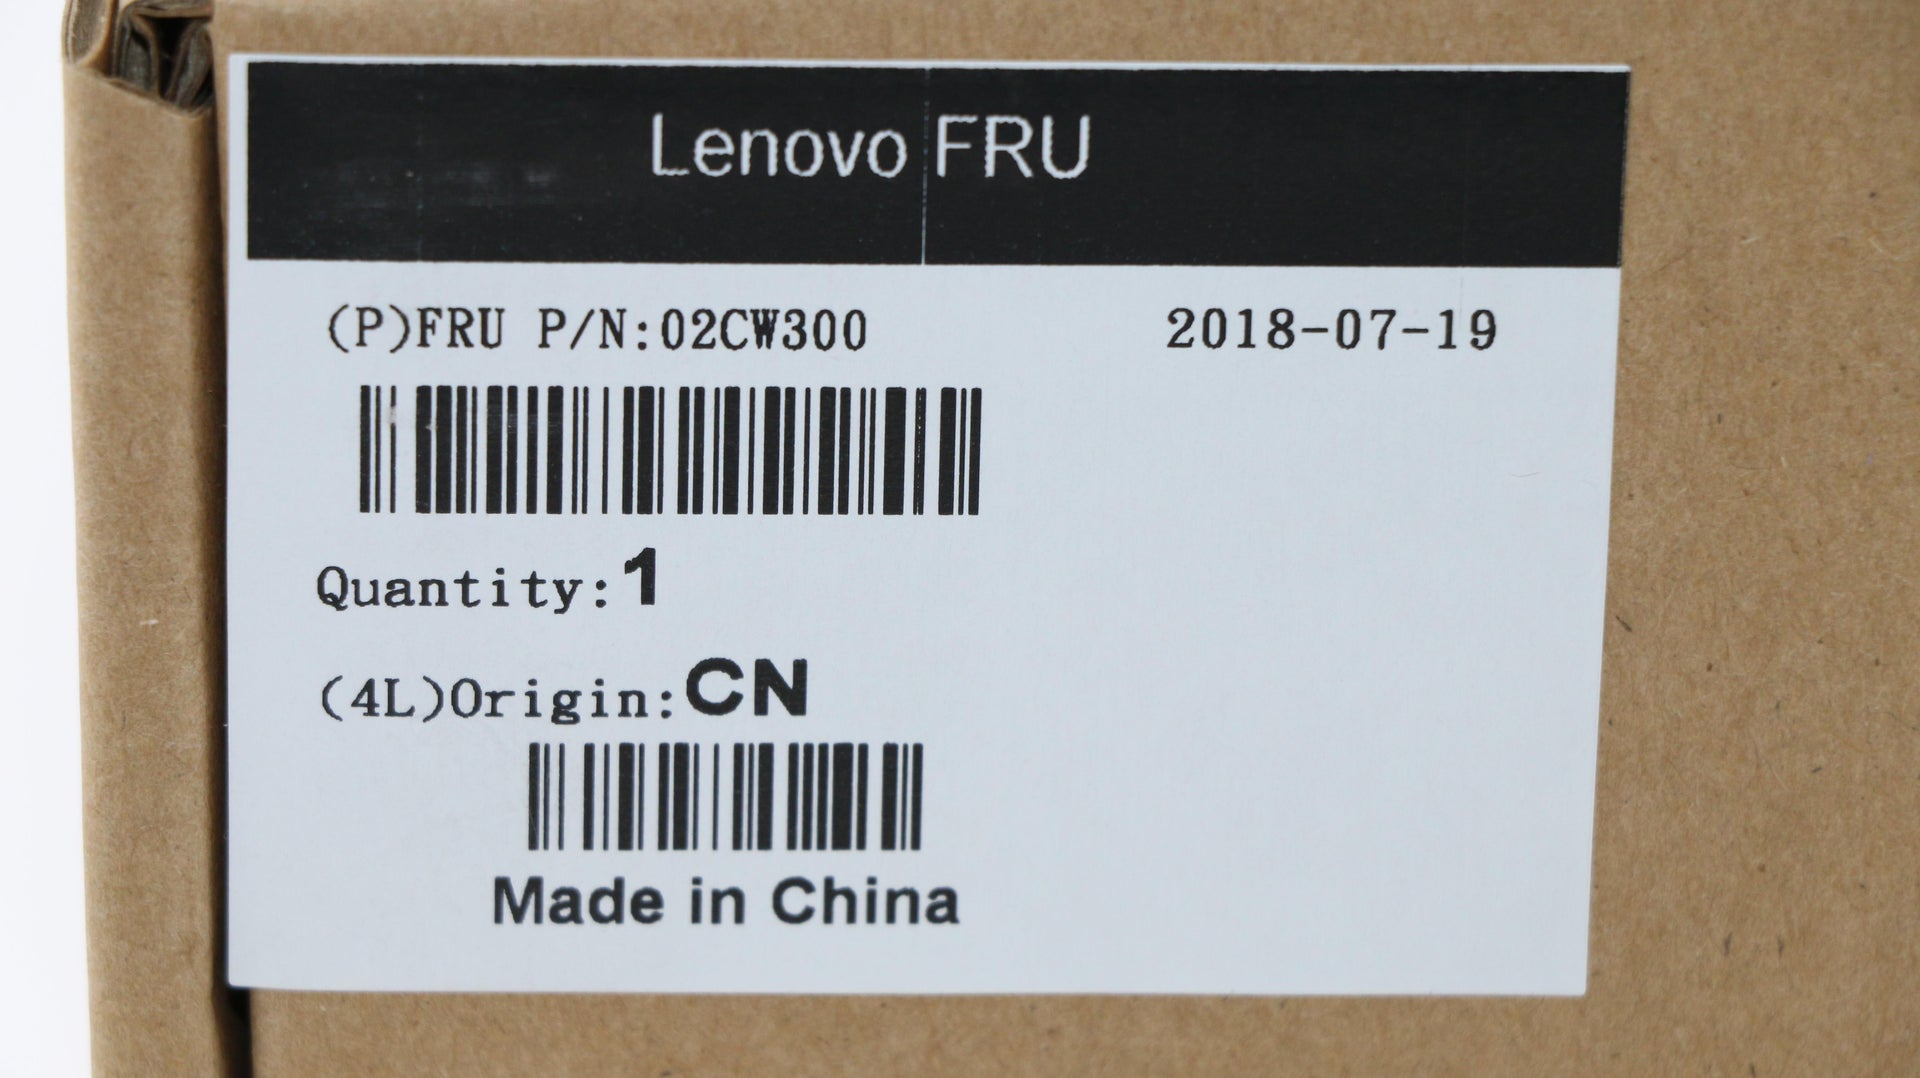 Lenovo FRU
(P)FRU P/N:02CW300 2018-07-19
Quantity:1
(4L)Origin:CN
Made in China